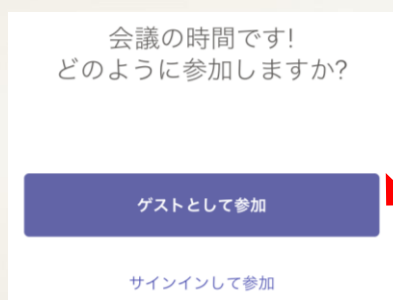 会議の時間です!
どのように参加しますか?
ゲストとして参加
サインインして参加